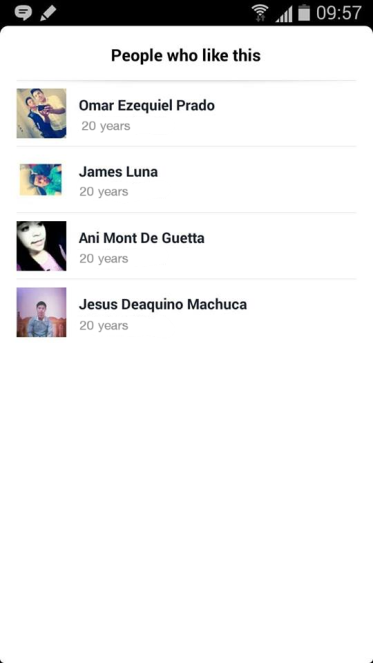 09:57
People who like this
Omar Ezequiel Prado
20 years
James Luna
20 years
Ani Mont De Guetta
20 years
Jesus Deaquino Machuca
20 years